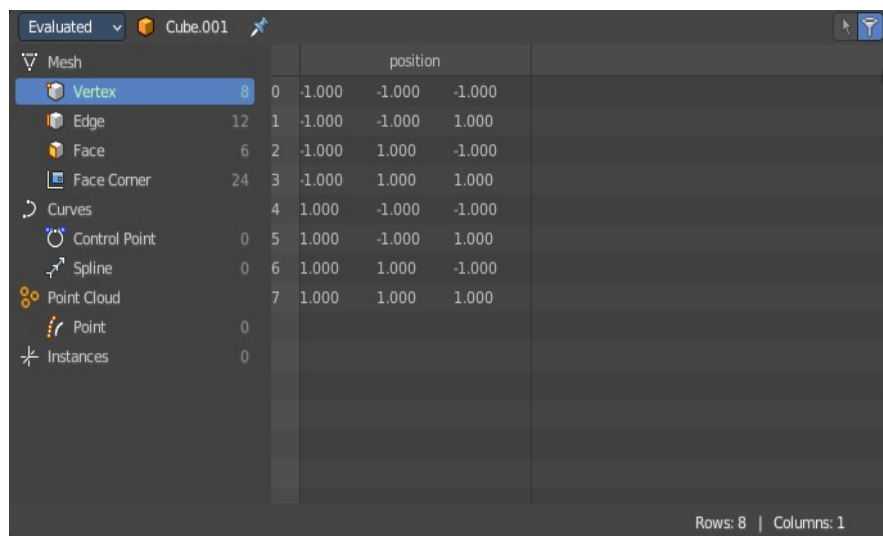 Evaluated Cube.001
Mesh position
Vertex 8 0 -1.000 -1.000 -1.000
Edge 12 1 -1.000 -1.000 1.000
Face 6 2 -1.000 1.000 -1.000
Face Corner 24 3 -1.000 1.000 1.000
Curves 4 1.000 -1.000 -1.000
Control Point 0 5 1.000 -1.000 1.000
Spline 0 6 1.000 1.000 -1.000
Point Cloud 7 1.000 1.000 1.000
Point 0
Instances 0
Rows: 8 | Columns: 1